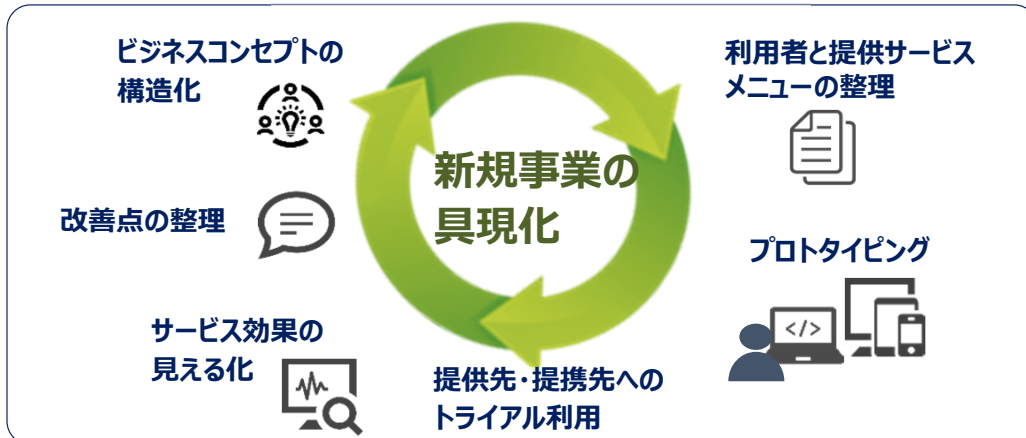 ビジネスコンセプトの
構造化
利用者と提供サービス
メニューの整理
新規事業の
具現化
改善点の整理
プロトタイピング
</>
サービス効果の
見える化
提供先・提携先への
トライアル利用